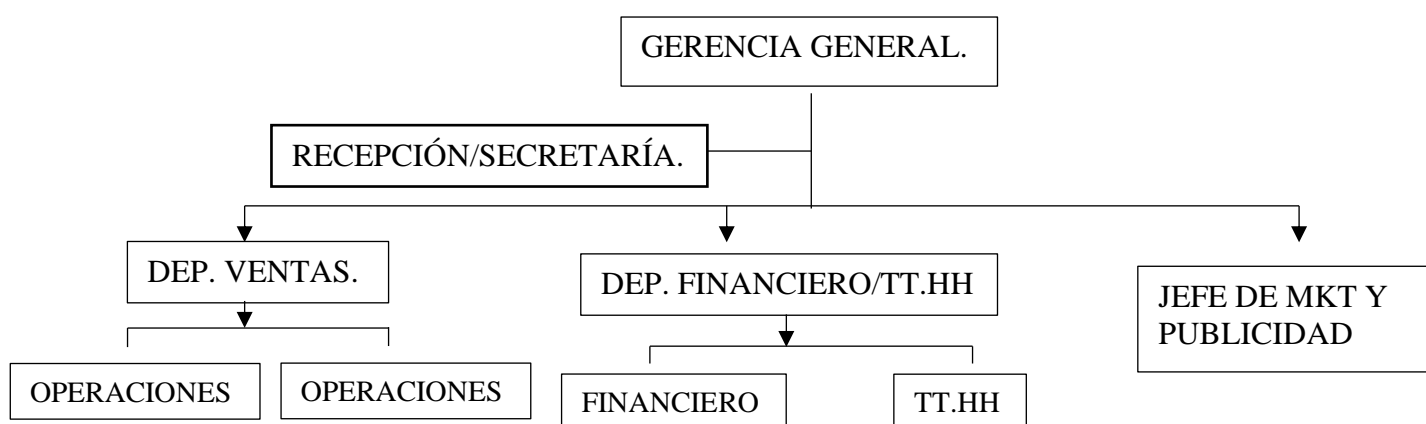 GERENCIA GENERAL.
RECEPCIÓN/SECRETARÍA.
DEP. VENTAS.
DEP. FINANCIERO/TT.HH
JEFE DE MKT Y
PUBLICIDAD
OPERACIONES
OPERACIONES
FINANCIERO
TT.HH